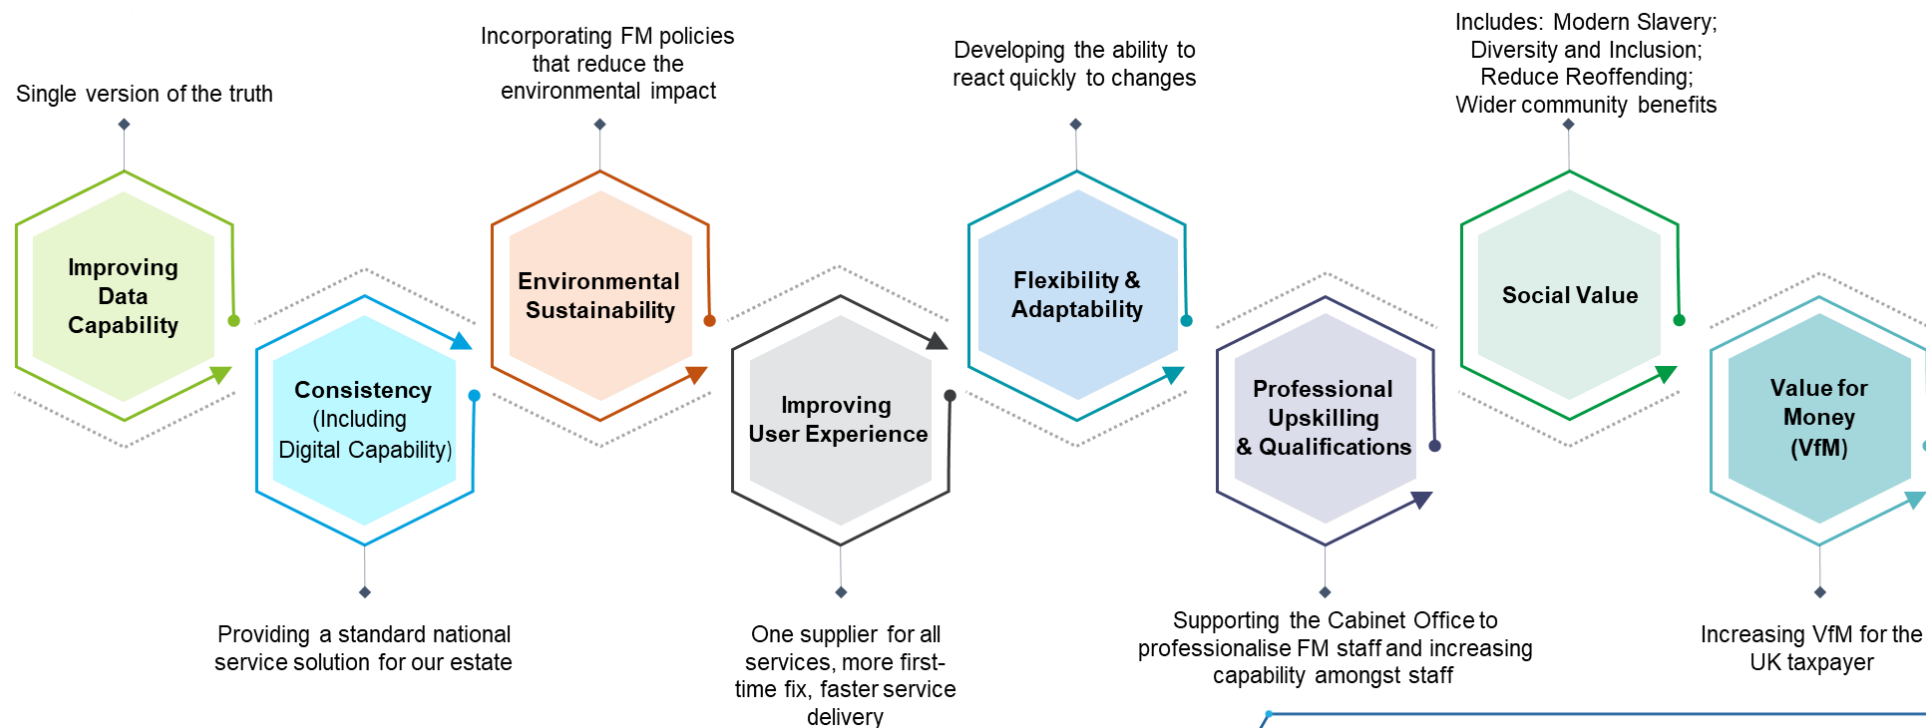 Single version of the truth
Improving
Data
Capability
Consistency
(Including
Digital Capability)
Providing a standard national
service solution for our estate
Incorporating FM policies
that reduce the
environmental impact
Environmental
Sustainability
Improving
User Experience
One supplier for all
services, more first-
time fix, faster service
delivery
Developing the ability to
react quickly to changes
Flexibility &
Adaptability
Professional
Upskilling
& Qualifications
Supporting the Cabinet Office to
professionalise FM staff and increasing
capability amongst staff
Includes: Modern Slavery;
Diversity and Inclusion;
Reduce Reoffending;
Wider community benefits
Social Value
Value for
Money
(VfM)
Increasing VfM for the
UK taxpayer